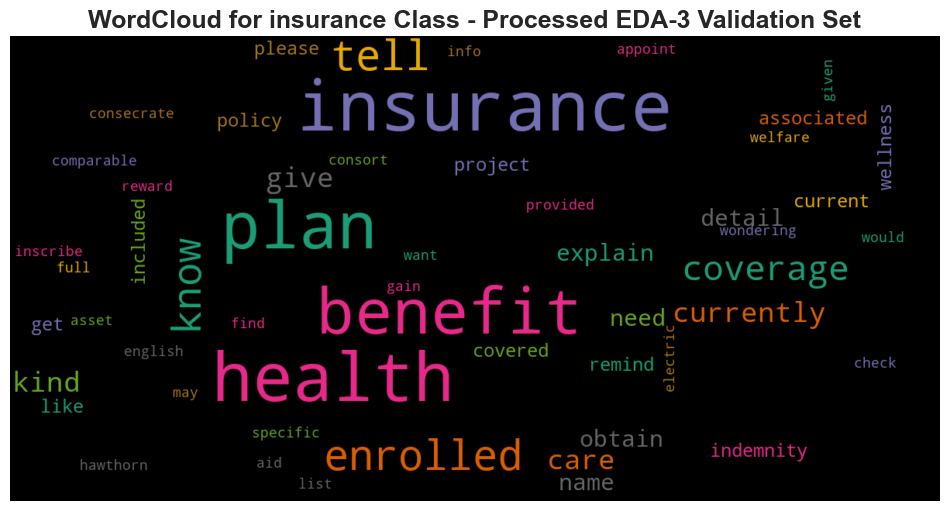 WordCloud for insurance Class - Processed EDA-3 Validation Set
please
tell
info
appoint
given
insurance
consecrate
policy
associated
welfare
wellness
comparable
consort
project
reward
give
provided
current
detail
included
plan
wondering
would
inscribe
full
know
want
explain
coverage
gain
benefit
get
asset
find
need
currently
english
covered
remind
electric
check
kind
health
may
like
specific
obtain
indemnity
hawthorn
aid
enrolled
care
list
name